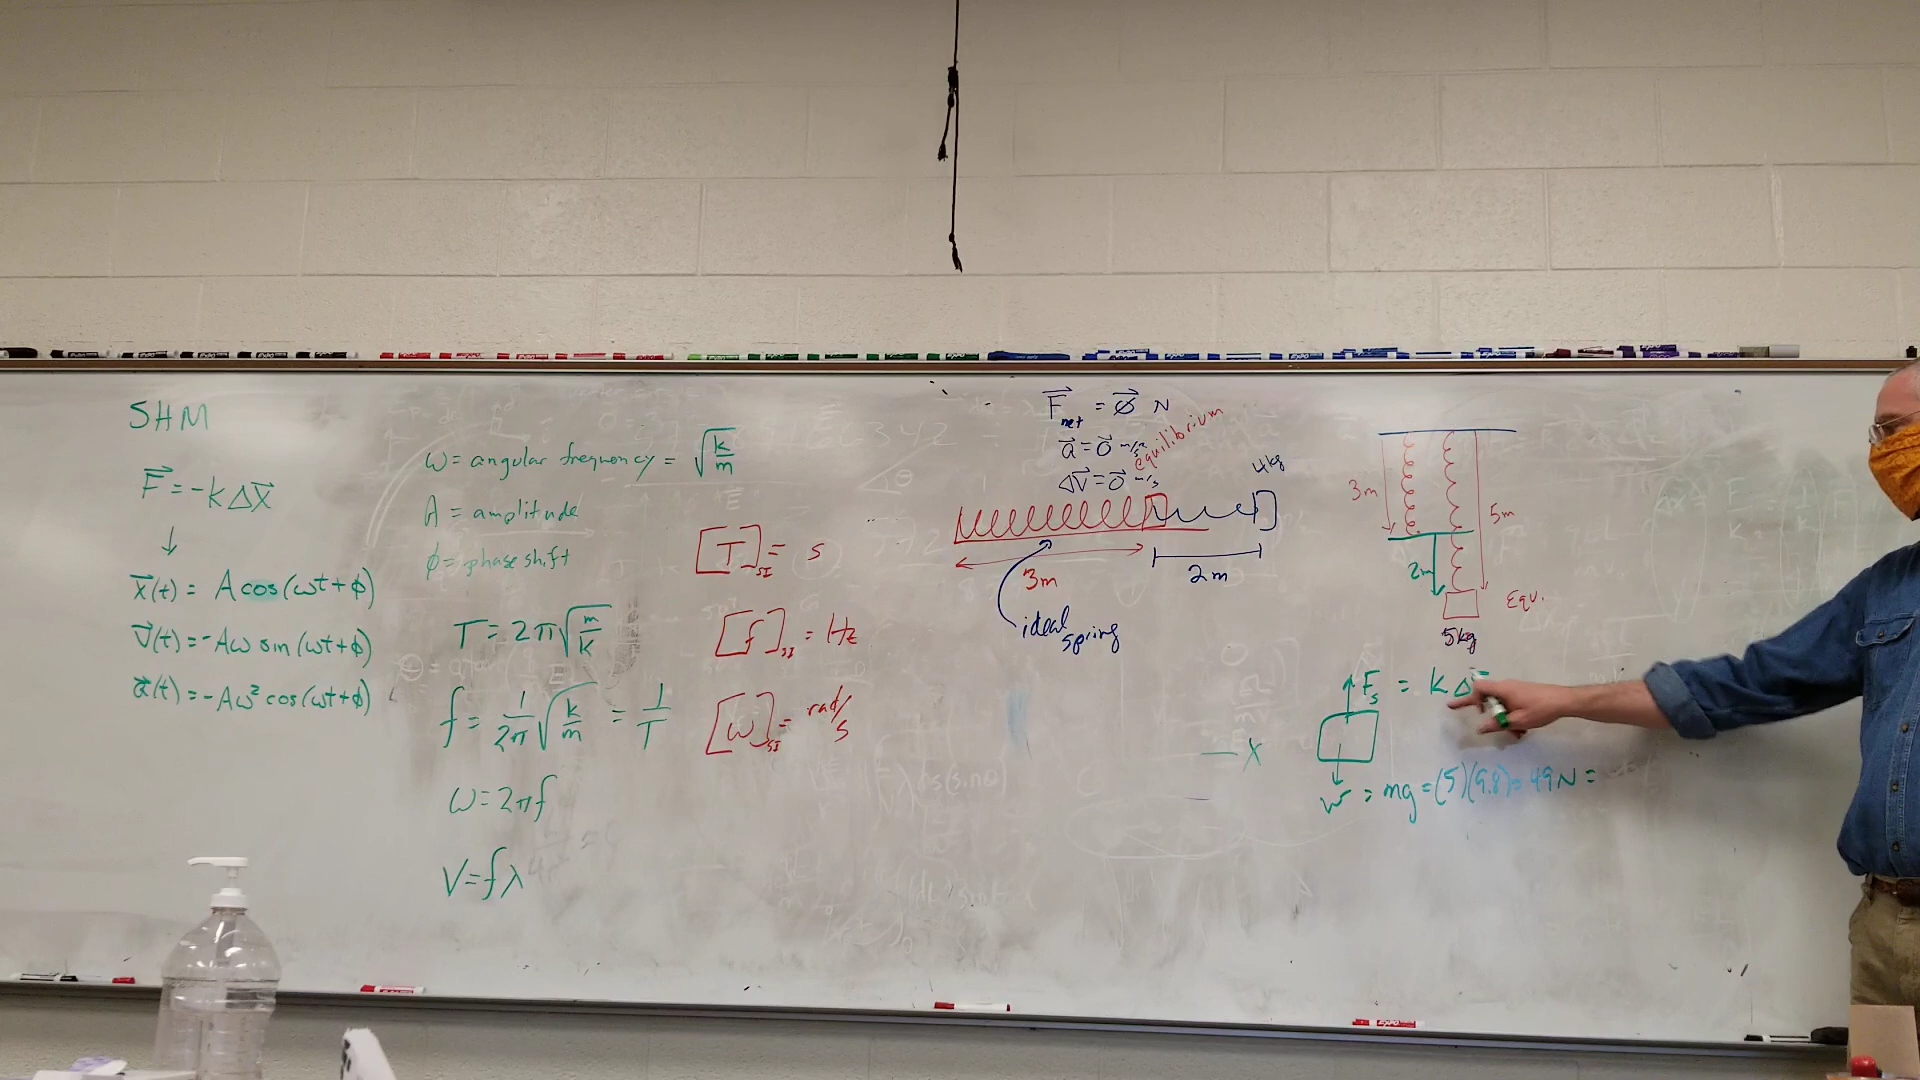 SHM
F = -kΔx
↓
x(t) = A cos(ωt+φ)
v(t) = -Aω sin(ωt+φ)
a(t) = -Aω² cos(ωt+φ)
ω = angular frequency = √(k/m)
A = amplitude
φ = phase shift
T = 2π√(m/k)
f = 1/2π √(k/m) = 1/T
ω = 2πf
V = fλ
[T]SI = s
[f]SI = Hz
[ω]SI = rad/s
Fnet = 0 N
a = 0 m/s²
ΔV = 0 m/s
equilibrium
4kg
3m
2m
ideal spring
3m
5m
2m
Equ.
5kg
Fs = kΔ
X
W = mg = (5)(9.8) = 49N =